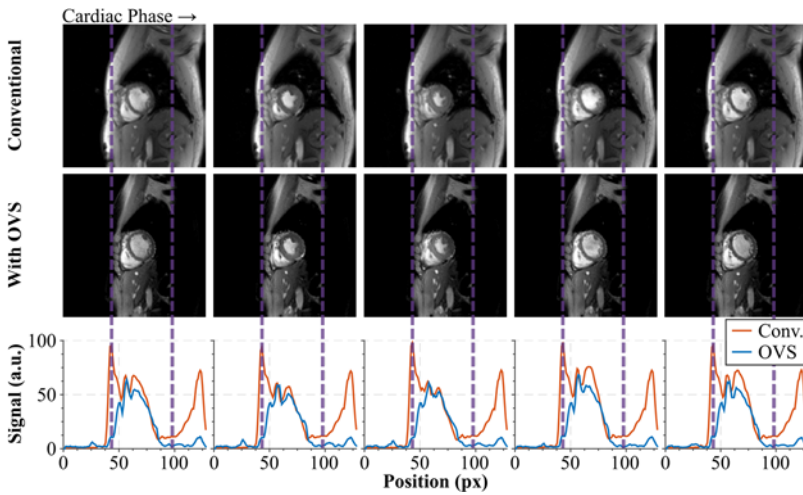 Cardiac Phase →
Conventional
With OVS
Signal (a.u.)
100
50
0
Conv.
OVS
0 50 100 0 50 100 0 50 100 0 50 100 0 50 100
Position (px)